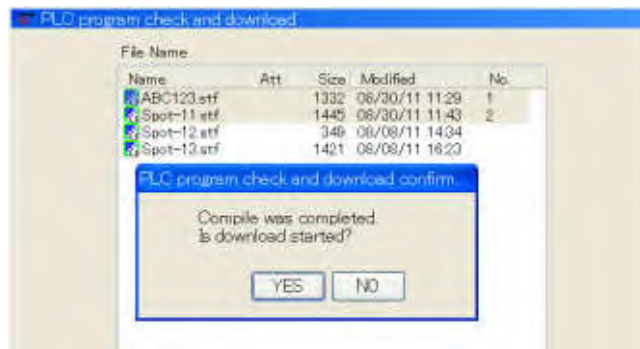 PLC program check and download
File Name
Name Att Size Modified No.
ABC123.stf 1332 06/30/11 11:29 1
Spot-11.stf 1445 06/30/11 11:43 2
Spot-12.stf 349 08/08/11 14:34
Spot-13.stf 1421 08/08/11 16:23
PLC program check and download confirm.
Compile was completed.
Is download started?
YES NO